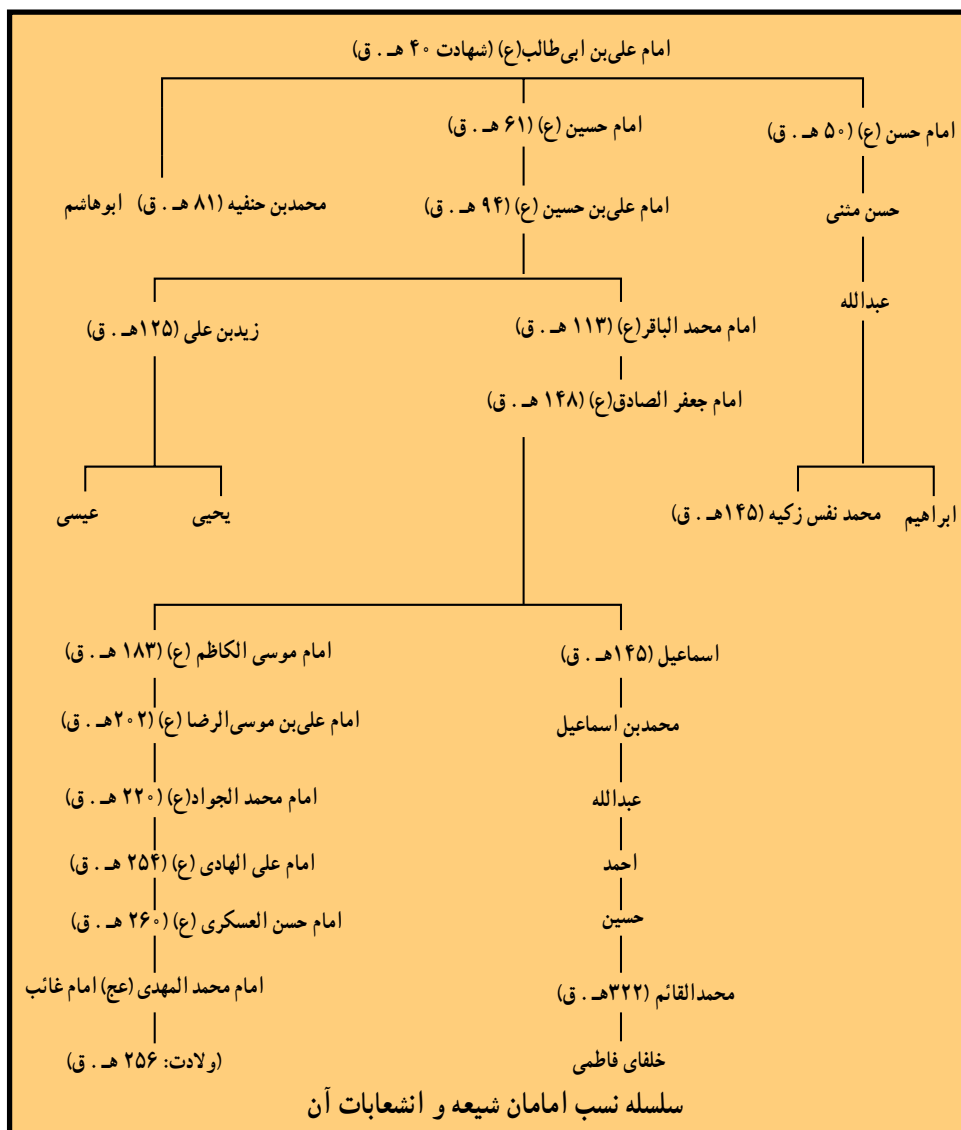 امام علی‌بن ابی‌طالب(ع) (شهادت ۴۰ هـ . ق)
امام حسن (ع) (۵۰ هـ . ق)
امام حسین (ع) (۶۱ هـ . ق)
حسن مثنی
امام علی‌بن حسین (ع) (۹۴ هـ . ق)
محمدبن حنفیه (۸۱ هـ . ق) ابوهاشم
عبدالله
امام محمد الباقر(ع) (۱۱۳ هـ . ق)
زیدبن علی (۱۲۵هـ . ق)
امام جعفر الصادق(ع) (۱۴۸ هـ . ق)
ابراهیم
محمد نفس زکیه (۱۴۵هـ . ق)
یحیی
عیسی
اسماعیل (۱۴۵هـ . ق)
امام موسی الکاظم (ع) (۱۸۳ هـ . ق)
محمدبن اسماعیل
امام علی‌بن موسی‌الرضا (ع) (۲۰۲هـ . ق)
عبدالله
امام محمد الجواد(ع) (۲۲۰ هـ . ق)
احمد
امام علی الهادی (ع) (۲۵۴ هـ . ق)
حسین
امام حسن العسکری (ع) (۲۶۰ هـ . ق)
محمدالقائم (۳۲۲هـ . ق)
امام محمد المهدی (عج) امام غائب
خلفای فاطمی
(ولادت: ۲۵۶ هـ . ق)
سلسله نسب امامان شیعه و انشعابات آن